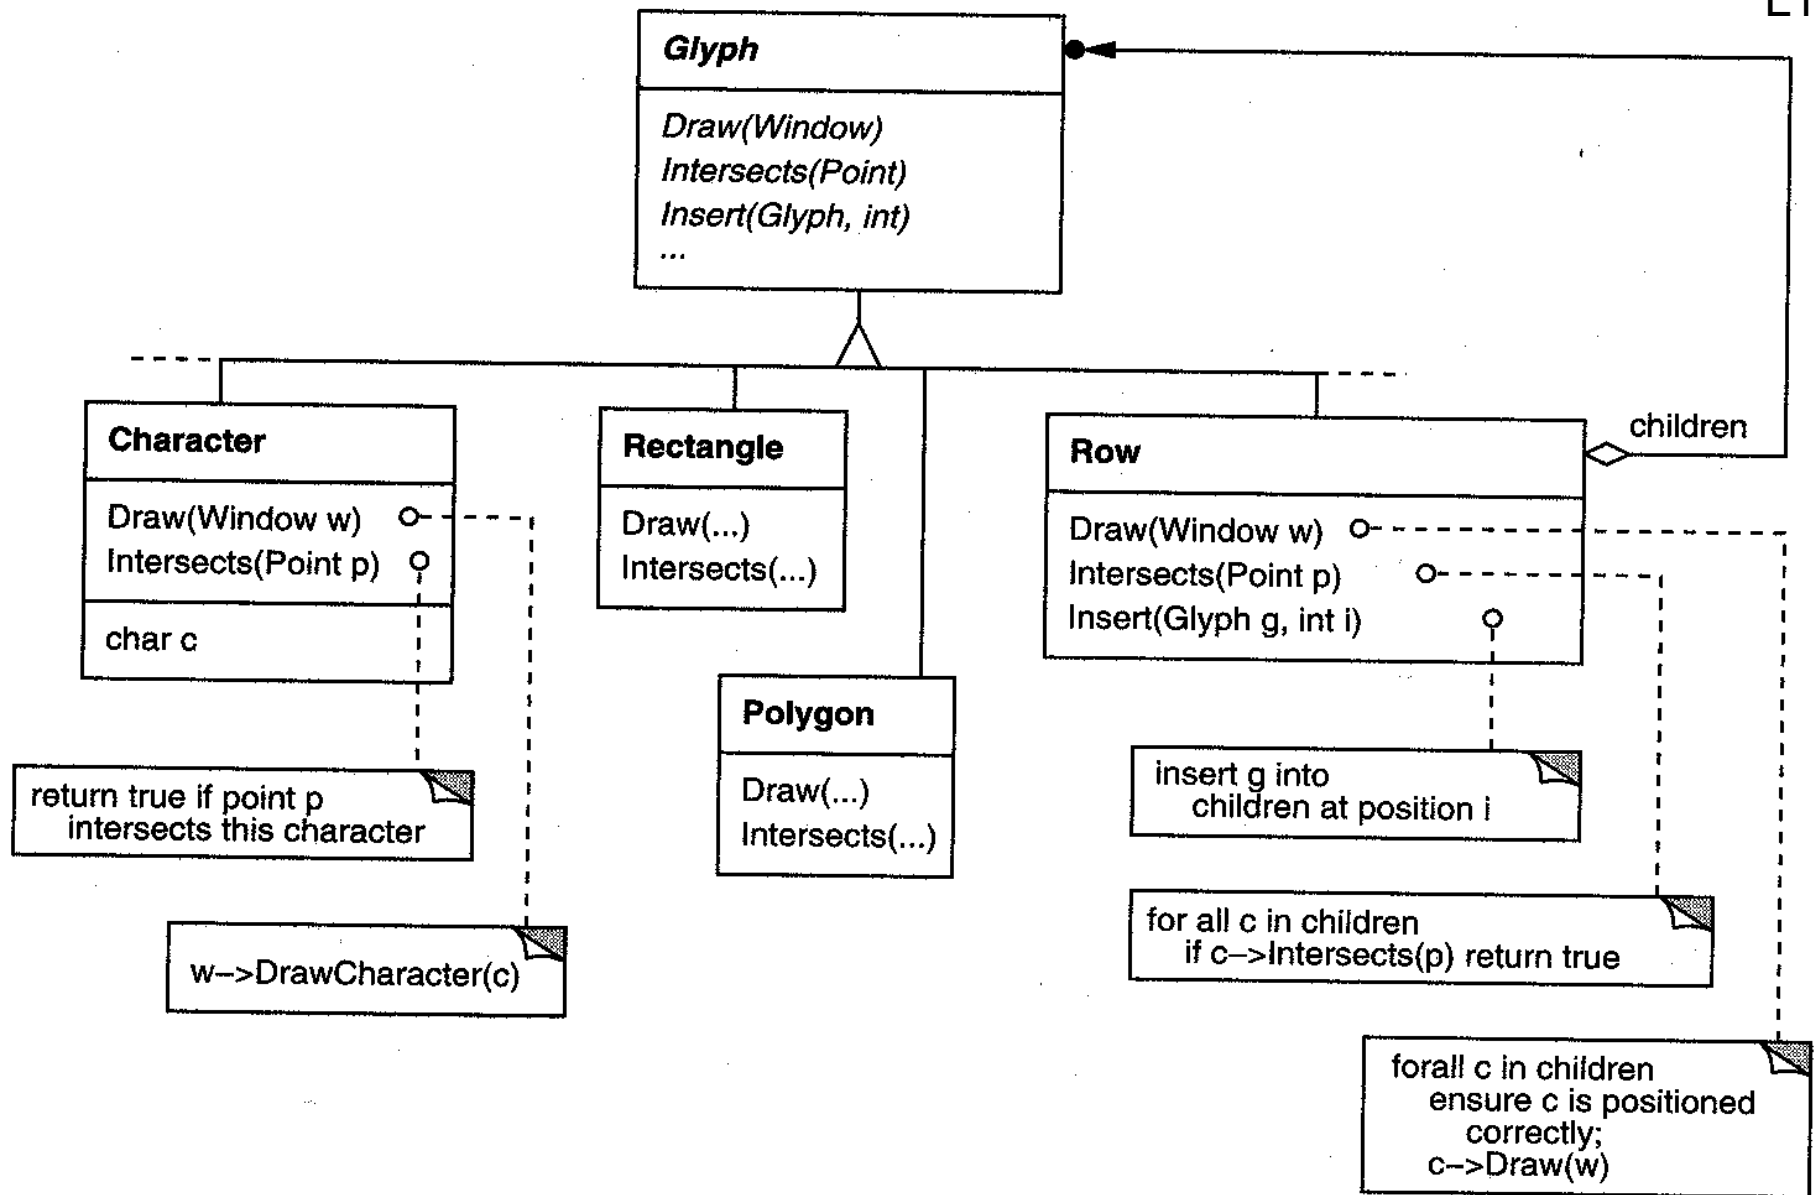 Glyph
Draw(Window)
Intersects(Point)
Insert(Glyph, int)
...
Character
Draw(Window w)
Intersects(Point p)
char c
Rectangle
Draw(...)
Intersects(...)
Polygon
Draw(...)
Intersects(...)
Row
Draw(Window w)
Intersects(Point p)
Insert(Glyph g, int i)
children
return true if point p
intersects this character
w–>DrawCharacter(c)
insert g into
children at position i
for all c in children
if c–>Intersects(p) return true
forall c in children
ensure c is positioned
correctly;
c–>Draw(w)